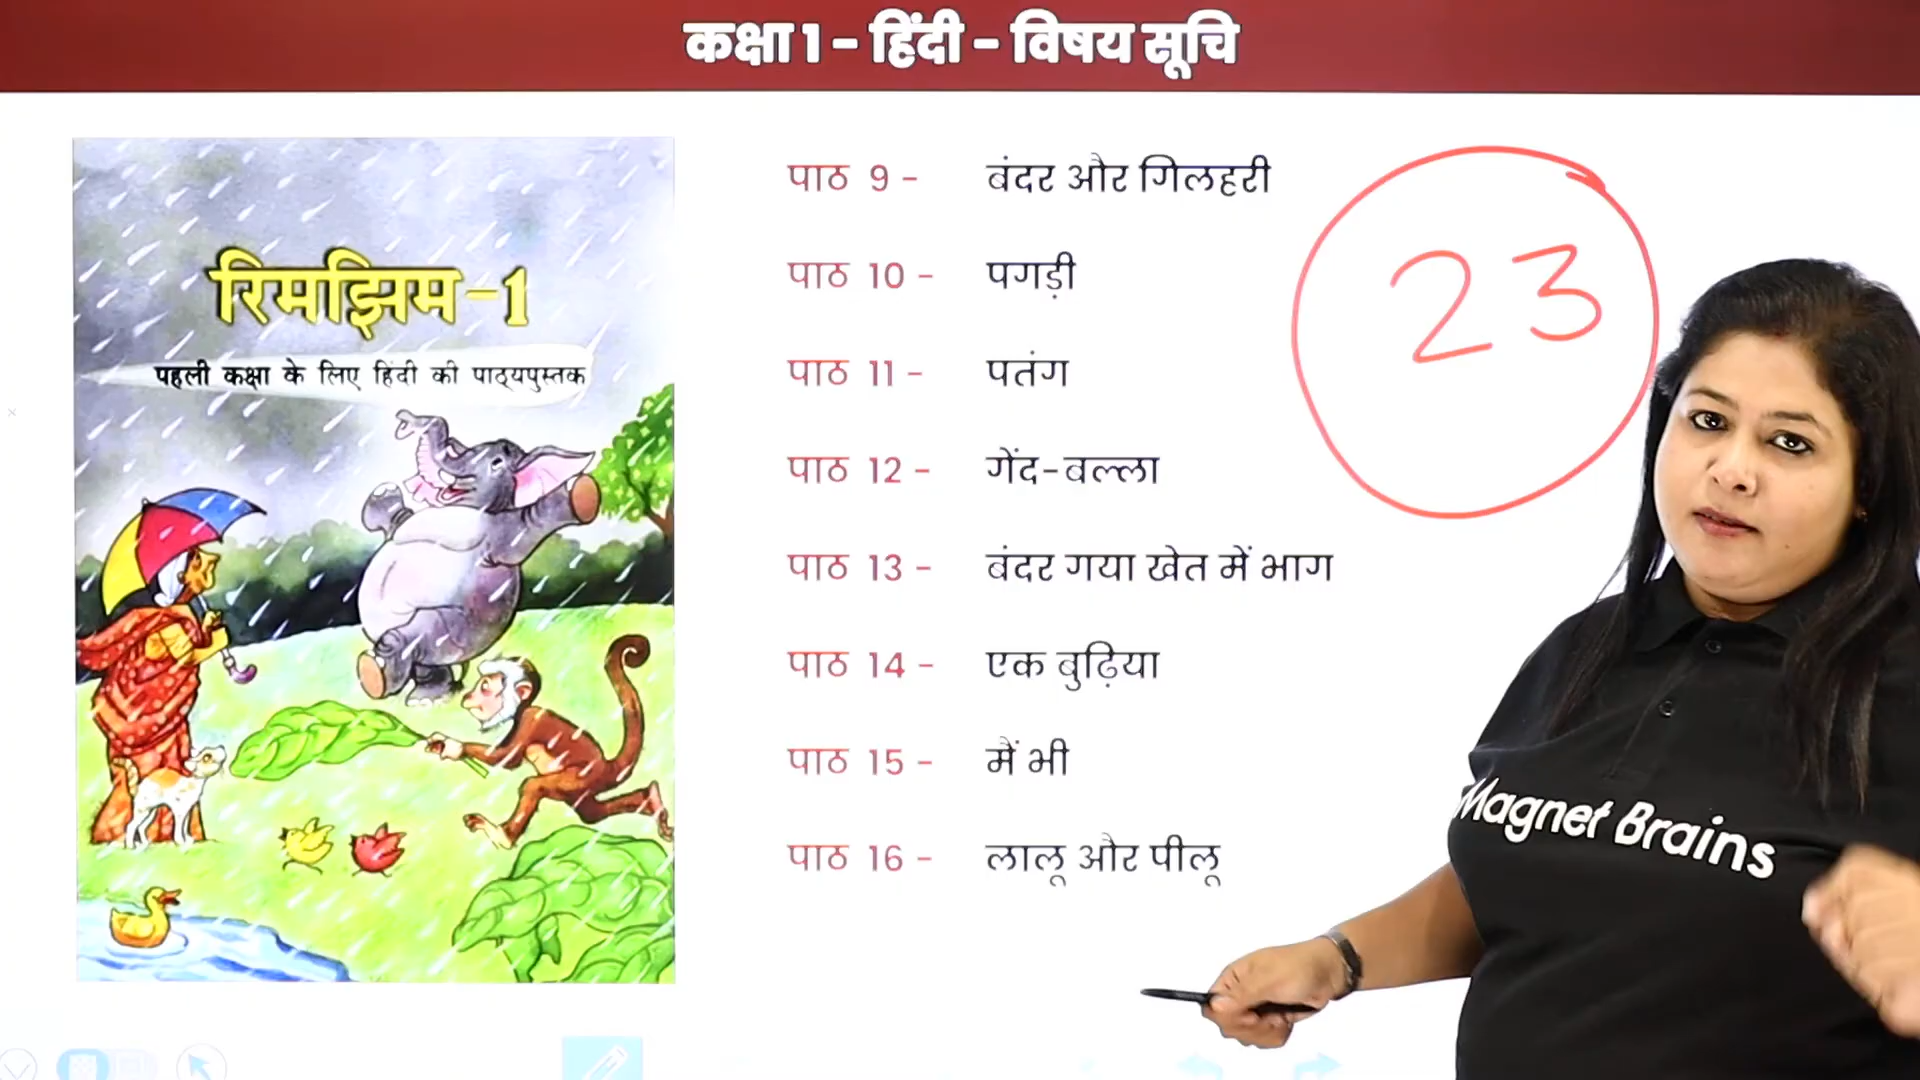 कक्षा 1 - हिंदी - विषय सूचि
रिमझिम-1
पहली कक्षा के लिए हिंदी की पाठ्यपुस्तक
पाठ 9 - बंदर और गिलहरी
पाठ 10 - पगड़ी
पाठ 11 - पतंग
पाठ 12 - गेंद-बल्ला
पाठ 13 - बंदर गया खेत में भाग
पाठ 14 - एक बुढ़िया
पाठ 15 - मैं भी
पाठ 16 - लालू और पीलू
23
Magnet Brains